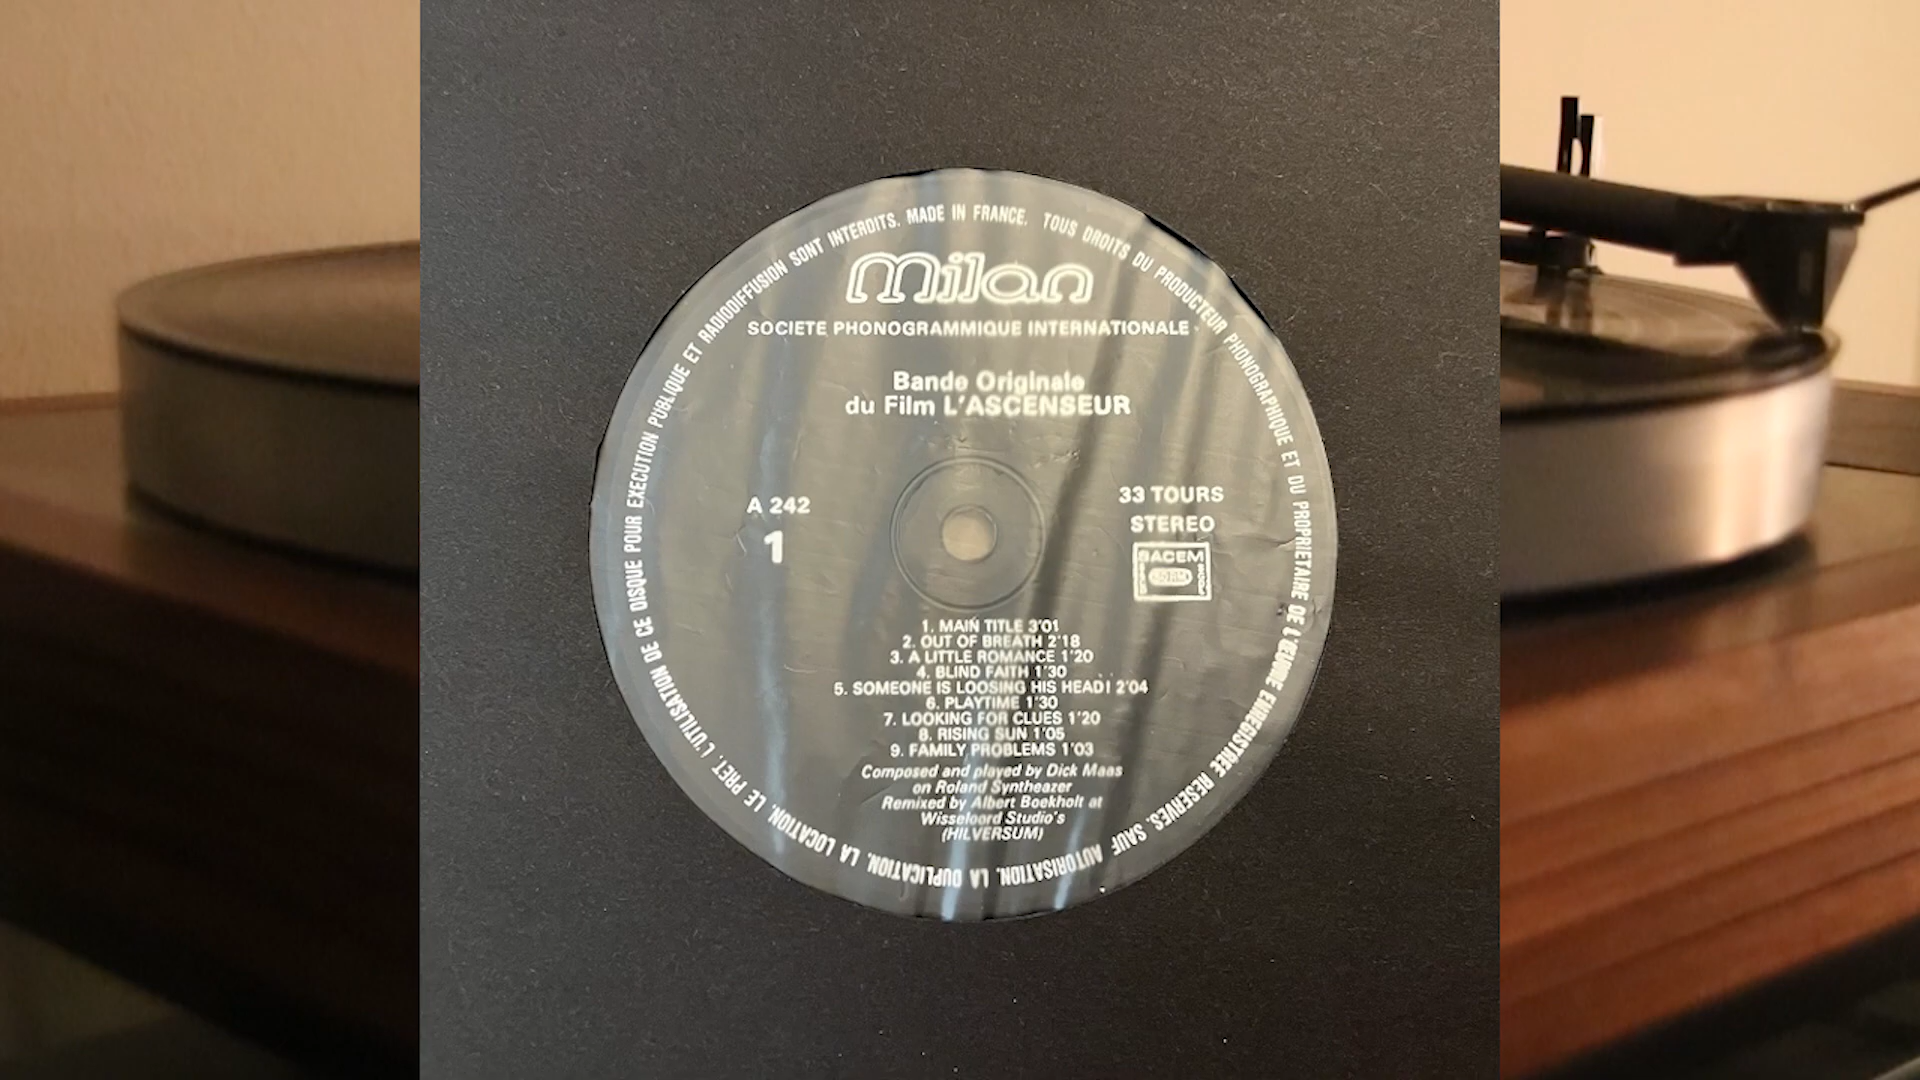 MADE IN FRANCE. TOUS DROITS DU PRODUCTEUR PHONOGRAPHIQUE ET DU PROPRIETAIRE DE L'ŒUVRE ENREGISTREE RESERVES. SAUF AUTORISATION, LA DUPLICATION, LA LOCATION, LE PRET, L'UTILISATION DE CE DISQUE POUR EXECUTION PUBLIQUE ET RADIODIFFUSION SONT INTERDITS.
Milan
SOCIETE PHONOGRAMMIQUE INTERNATIONALE
Bande Originale
du Film L'ASCENSEUR
A 242
1
33 TOURS
STEREO
SACEM
1. MAIN TITLE 3'01
2. OUT OF BREATH 2'18
3. A LITTLE ROMANCE 1'20
4. BLIND FAITH 1'30
5. SOMEONE IS LOOSING HIS HEAD! 2'04
6. PLAYTIME 1'30
7. LOOKING FOR CLUES 1'20
8. RISING SUN 1'05
9. FAMILY PROBLEMS 1'03
Composed and played by Dick Maas
on Roland Syntheazer
Remixed by Albert Boekholt at
Wisseloord Studio's
(HILVERSUM)